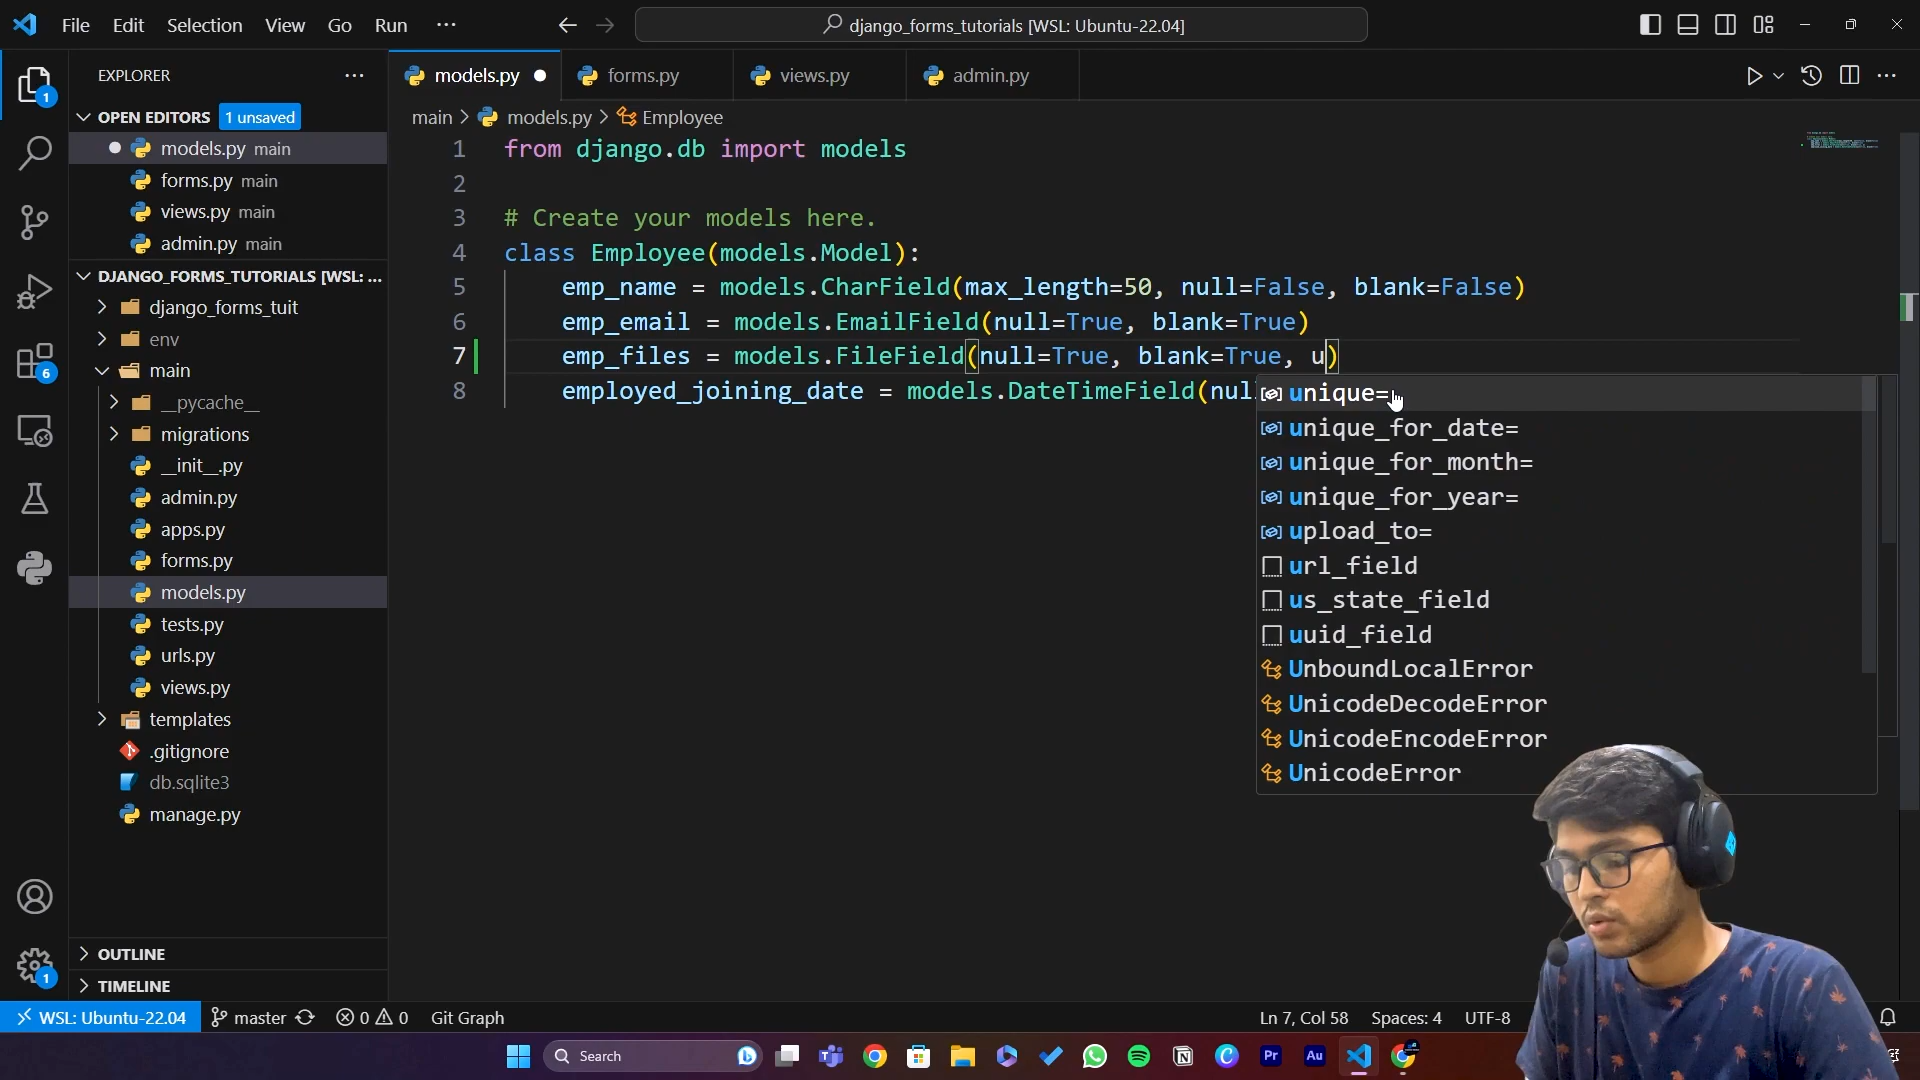 File Edit Selection View Go Run ...
django_forms_tutorials [WSL: Ubuntu-22.04]
EXPLORER
OPEN EDITORS 1 unsaved
models.py main
forms.py main
views.py main
admin.py main
DJANGO_FORMS_TUTORIALS [WSL: ...
django_forms_tuit
env
main
__pycache__
migrations
__init__.py
admin.py
apps.py
forms.py
models.py
tests.py
urls.py
views.py
templates
.gitignore
db.sqlite3
manage.py
OUTLINE
TIMELINE
1
6
1
models.py forms.py views.py admin.py
main > models.py > Employee
1 from django.db import models
2
3 # Create your models here.
4 class Employee(models.Model):
5 emp_name = models.CharField(max_length=50, null=False, blank=False)
6 emp_email = models.EmailField(null=True, blank=True)
7 emp_files = models.FileField(null=True, blank=True, u)
8 employed_joining_date = models.DateTimeField(nul
unique=
unique_for_date=
unique_for_month=
unique_for_year=
upload_to=
url_field
us_state_field
uuid_field
UnboundLocalError
UnicodeDecodeError
UnicodeEncodeError
UnicodeError
WSL: Ubuntu-22.04 master 0 0 Git Graph Ln 7, Col 58 Spaces: 4 UTF-8
Search Pr Au